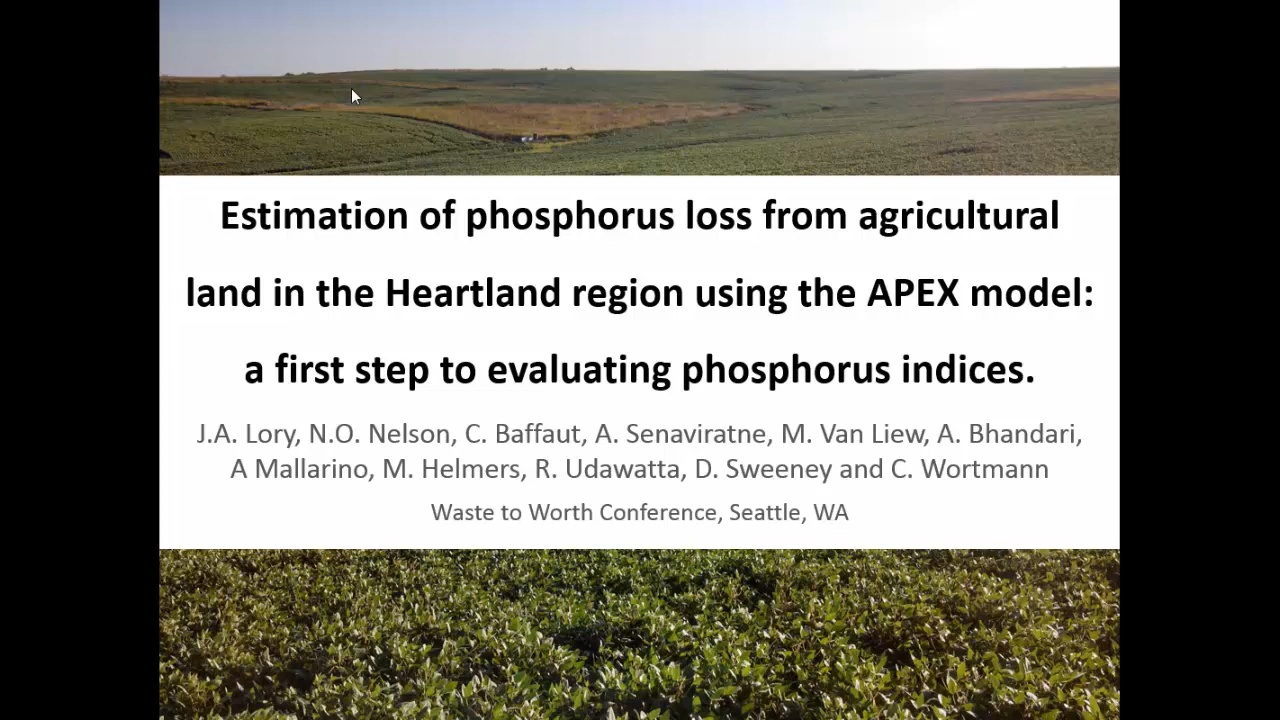 Estimation of phosphorus loss from agricultural
land in the Heartland region using the APEX model:
a first step to evaluating phosphorus indices.
J.A. Lory, N.O. Nelson, C. Baffaut, A. Senaviratne, M. Van Liew, A. Bhandari,
A Mallarino, M. Helmers, R. Udawatta, D. Sweeney and C. Wortmann
Waste to Worth Conference, Seattle, WA